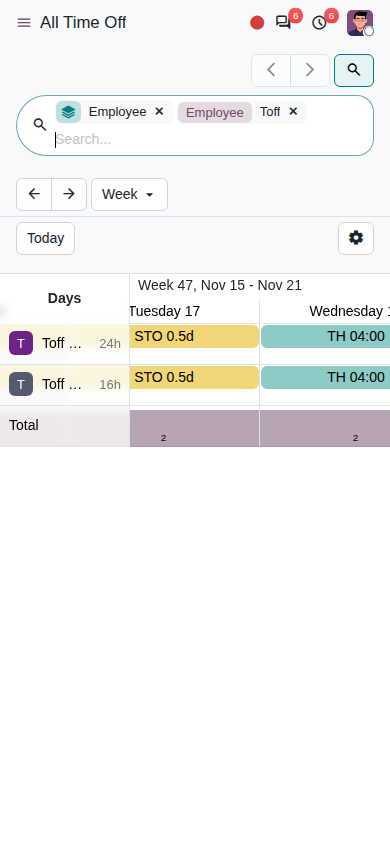 All Time Off
6
6
Employee ×
Employee Toff ×
Search...
Week
Today
Days
Week 47, Nov 15 - Nov 21
Tuesday 17
Wednesday 1
T Toff ... 24h
STO 0.5d
TH 04:00
T Toff ... 16h
STO 0.5d
TH 04:00
Total
2
2